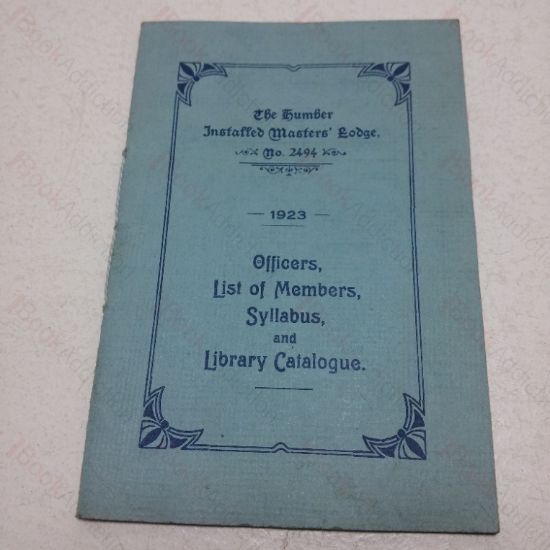 The Humber
Installed Masters' Lodge,
No. 2494
— 1923 —
Officers,
List of Members,
Syllabus,
and
Library Catalogue.